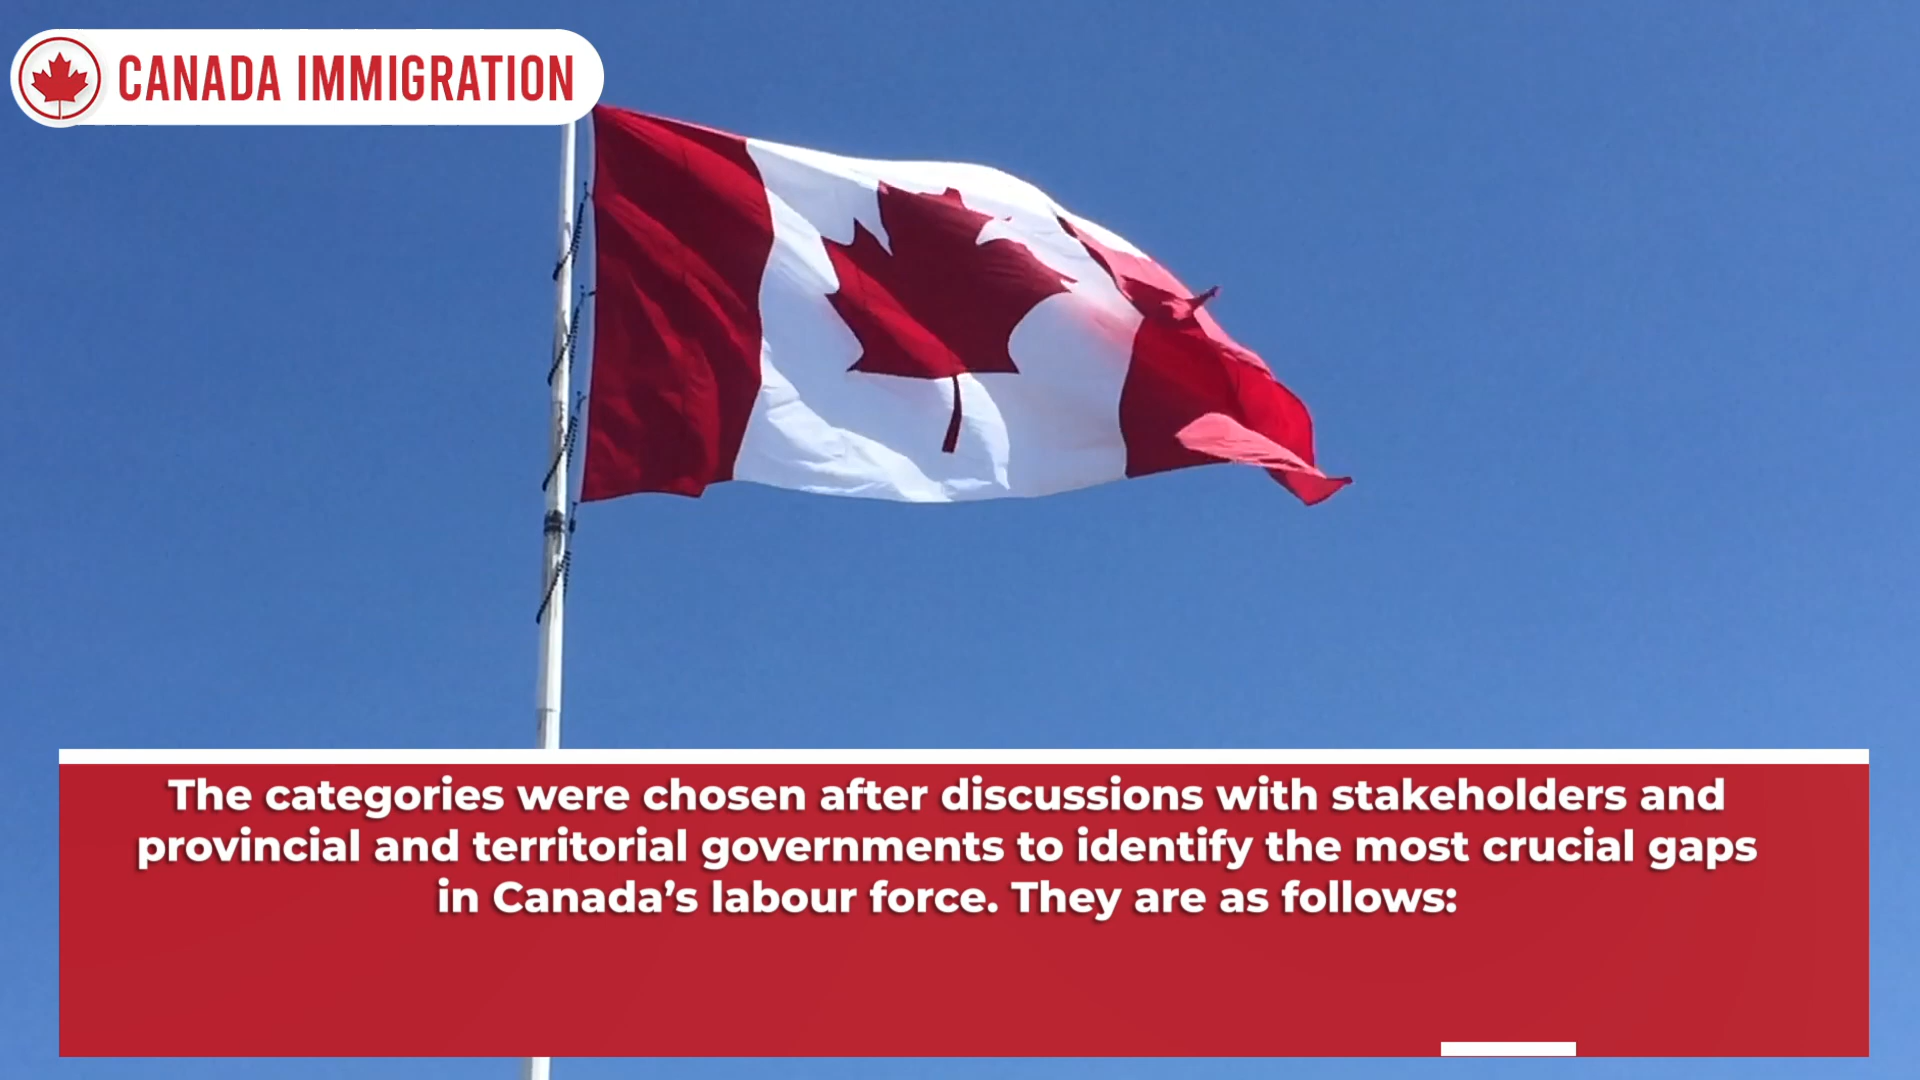 CANADA IMMIGRATION
The categories were chosen after discussions with stakeholders and
provincial and territorial governments to identify the most crucial gaps
in Canada’s labour force. They are as follows: